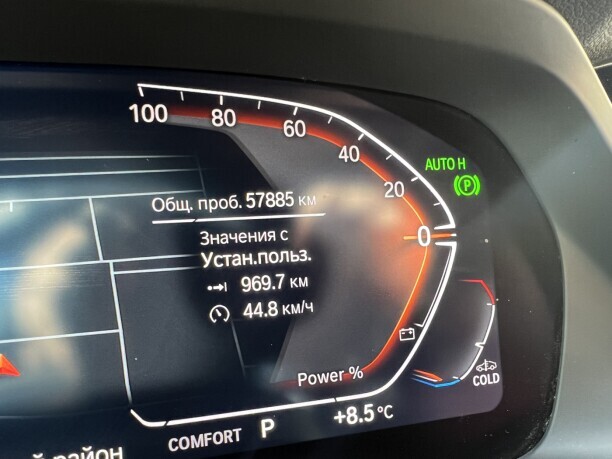 100
80
60
40
20
0
AUTO H
P
Общ. проб. 57885 км
Значения с
Устан.польз.
969.7 км
44.8 км/ч
Power %
COLD
район
COMFORT P +8.5 °C